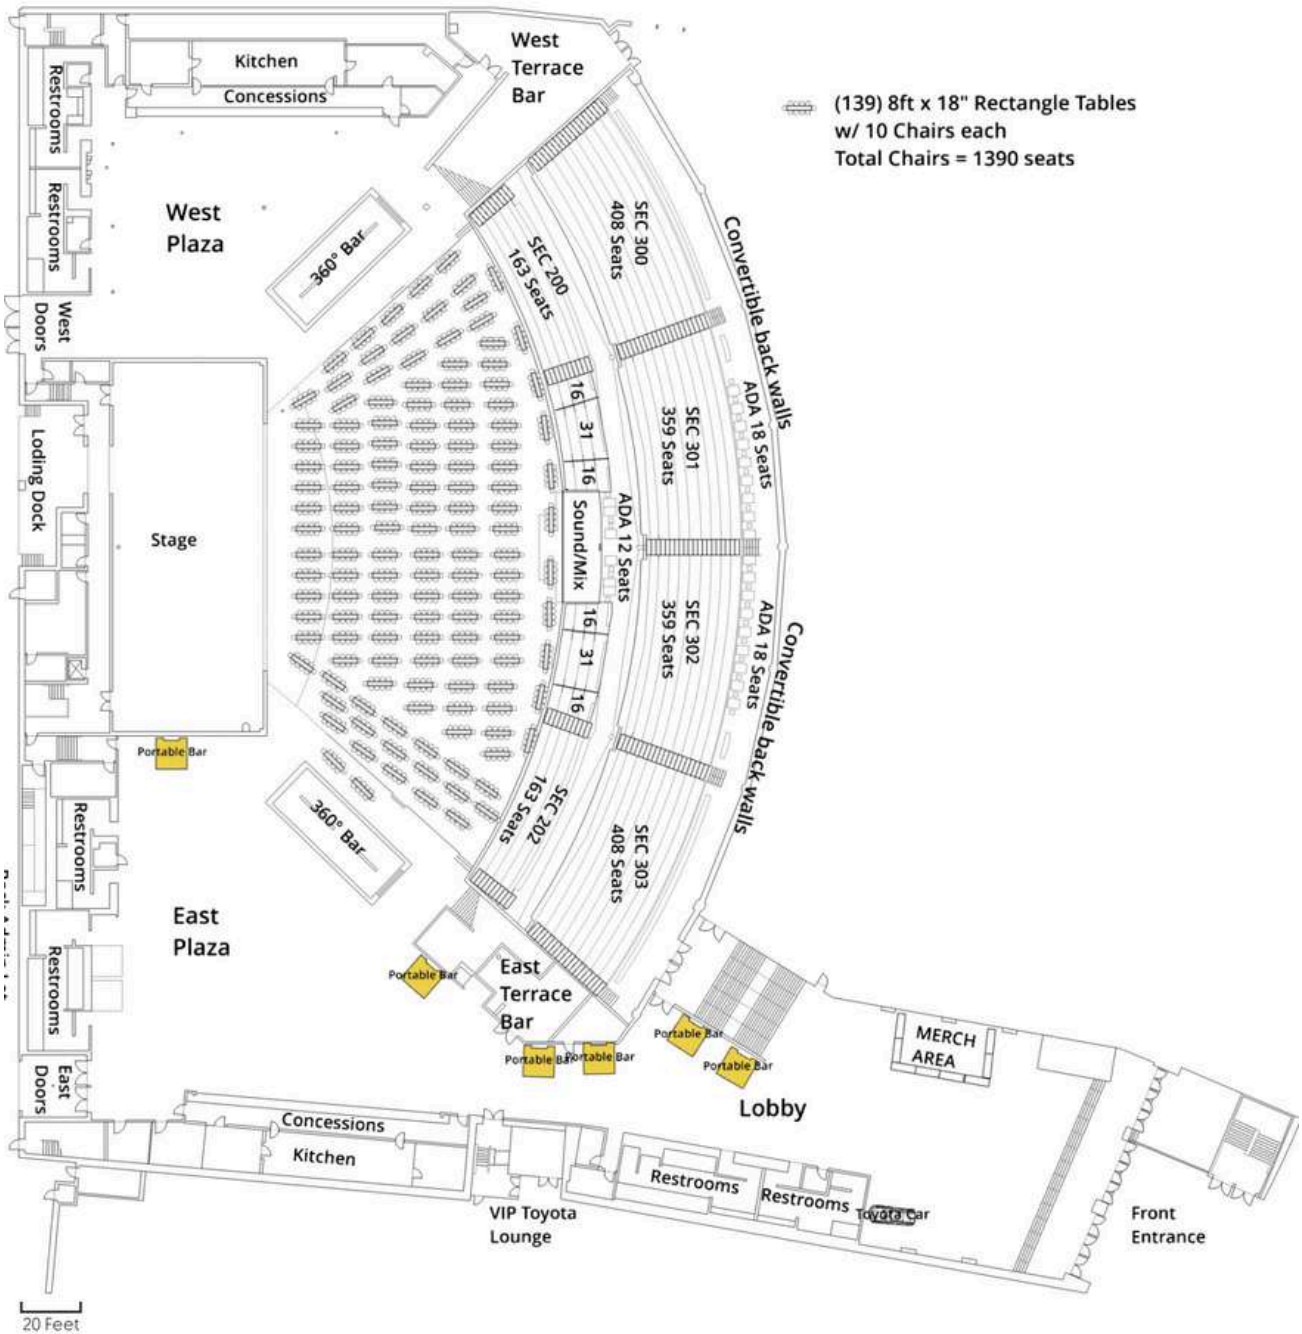 West
Terrace
Bar
Kitchen
Concessions
(139) 8ft x 18" Rectangle Tables
w/ 10 Chairs each
Total Chairs = 1390 seats
Restrooms
Restrooms
West
Plaza
360° Bar
SEC 300
408 Seats
SEC 200
163 Seats
Convertible back walls
West
Doors
16
31
16
SEC 301
359 Seats
ADA 18 Seats
Loding Dock
Stage
Sound/Mix
ADA 12 Seats
16
31
16
SEC 302
359 Seats
ADA 18 Seats
Convertible back walls
Portable Bar
360° Bar
SEC 202
163 Seats
SEC 303
408 Seats
Restrooms
East
Plaza
Restrooms
Portable Bar
East
Terrace
Bar
Portable Bar
Portable Bar
Portable Bar
Portable Bar
MERCH
AREA
East
Doors
Lobby
Concessions
Kitchen
Restrooms
Restrooms
Toyota Car
VIP Toyota
Lounge
Front
Entrance
20 Feet